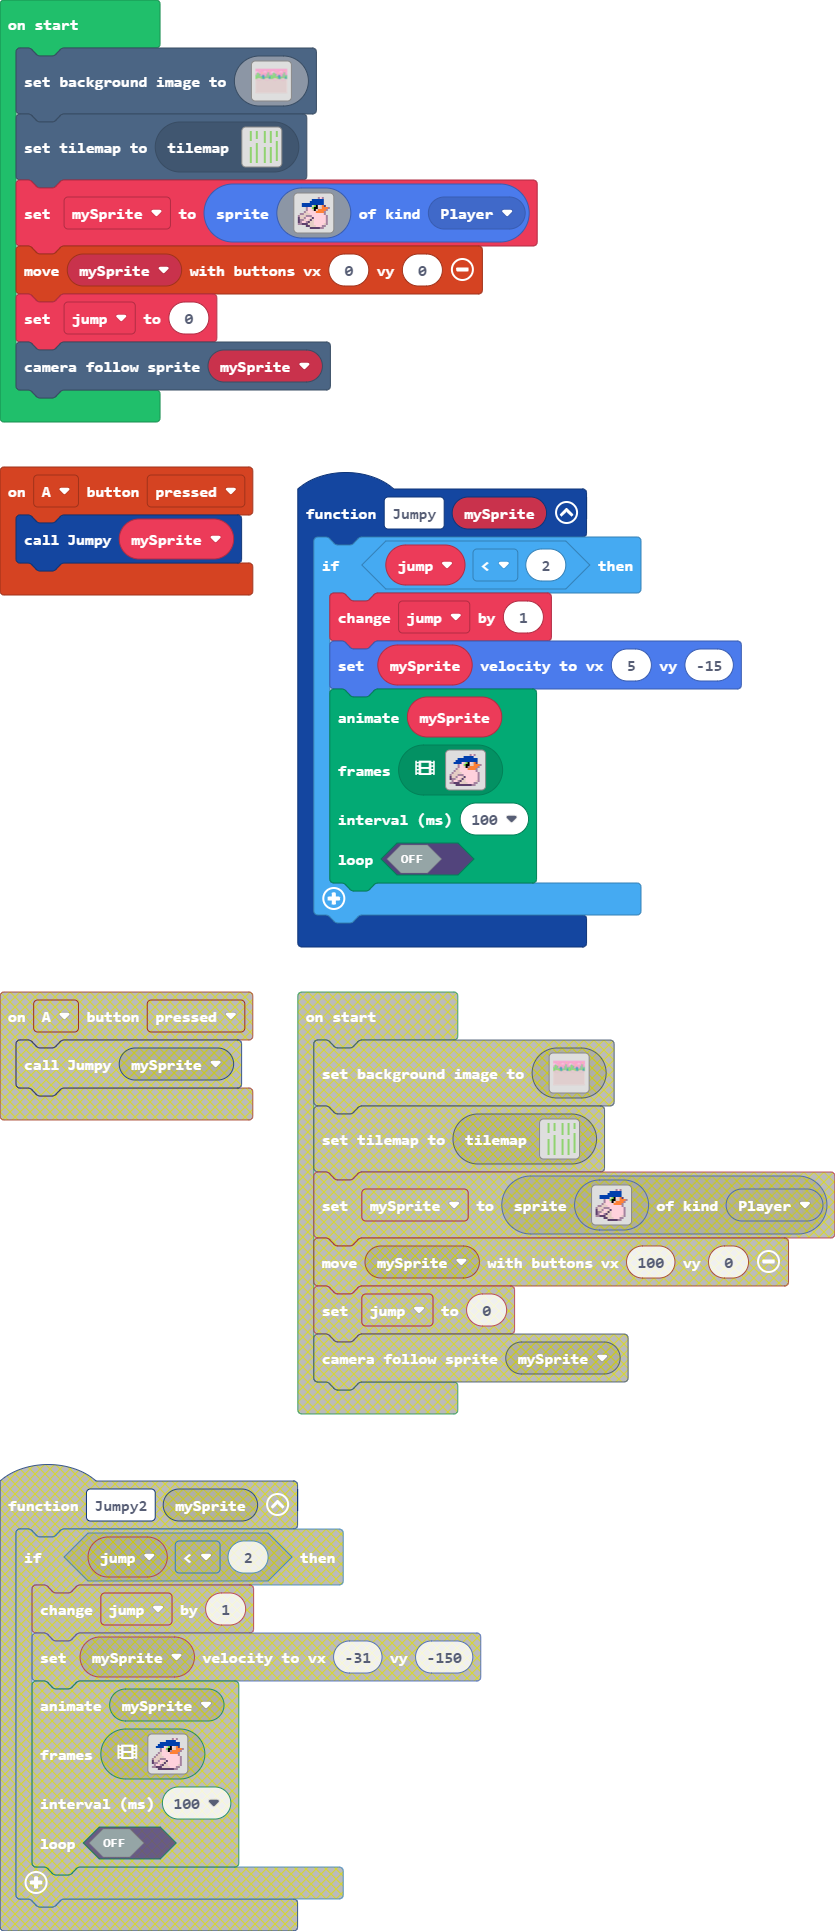 on start
set background image to
set tilemap to tilemap
set mySprite to sprite of kind Player
move mySprite with buttons vx 0 vy 0
set jump to 0
camera follow sprite mySprite
on A button pressed
call Jumpy mySprite
function Jumpy mySprite
if jump < 2 then
change jump by 1
set mySprite velocity to vx 5 vy -15
animate mySprite
frames
interval (ms) 100
loop OFF
on A button pressed
call Jumpy mySprite
on start
set background image to
set tilemap to tilemap
set mySprite to sprite of kind Player
move mySprite with buttons vx 100 vy 0
set jump to 0
camera follow sprite mySprite
function Jumpy2 mySprite
if jump < 2 then
change jump by 1
set mySprite velocity to vx -31 vy -150
animate mySprite
frames
interval (ms) 100
loop OFF